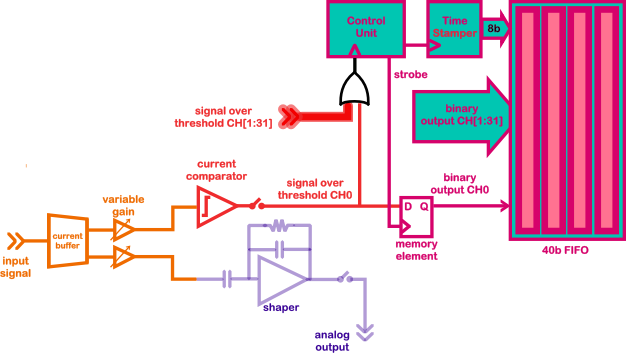 Control
Unit
Time
Stamper
8b
strobe
signal over
threshold CH[1:31]
binary
output CH[1:31]
current
comparator
signal over
threshold CH0
binary
output CH0
variable
gain
D Q
current
buffer
input
signal
memory
element
40b FIFO
shaper
analog
output